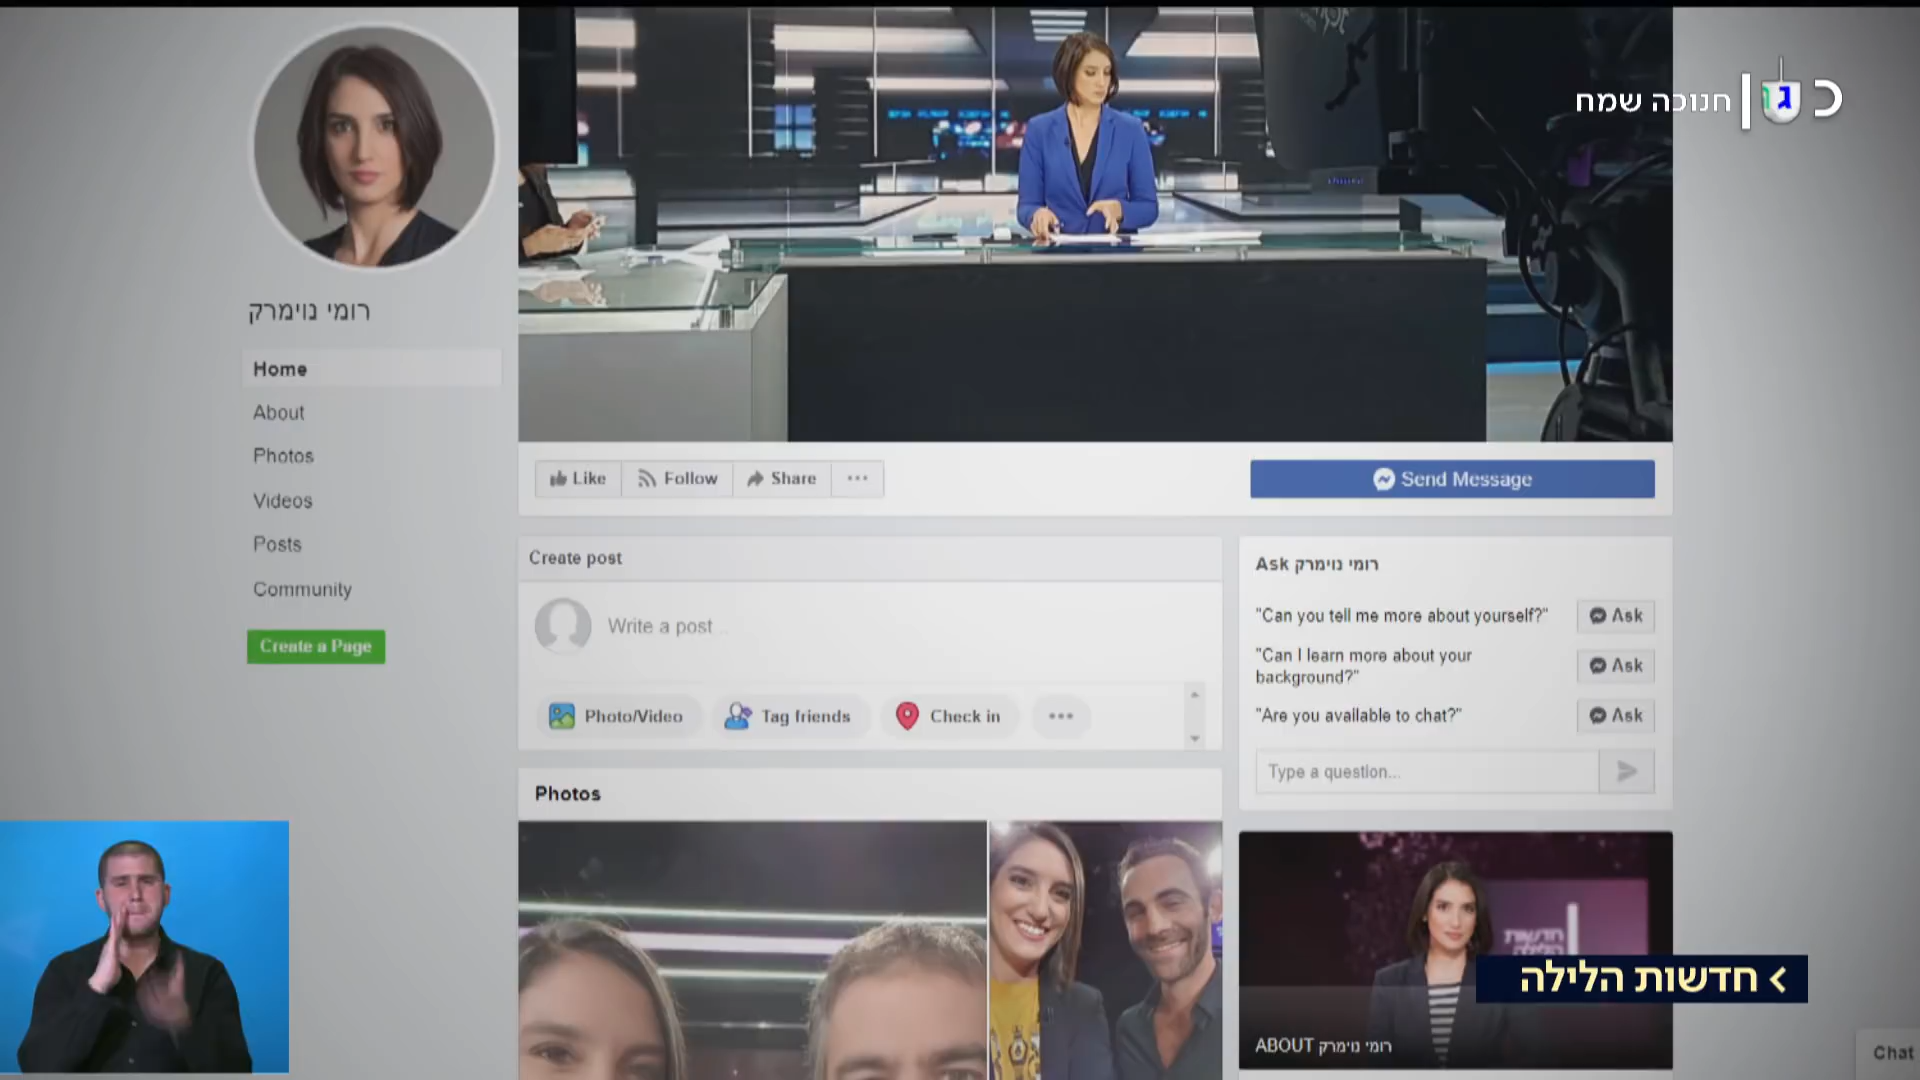 חנוכה שמח
כאן
רומי נוימרק
Home
About
Photos
Videos
Posts
Community
Create a Page
Like
Follow
Share
Send Message
Create post
Write a post...
Photo/Video
Tag friends
Check in
Photos
Ask רומי נוימרק
"Can you tell me more about yourself?"
Ask
"Can I learn more about your
background?"
Ask
"Are you available to chat?"
Ask
Type a question...
חדשות
הלילה
ABOUT רומי נוימרק
חדשות הלילה
Chat